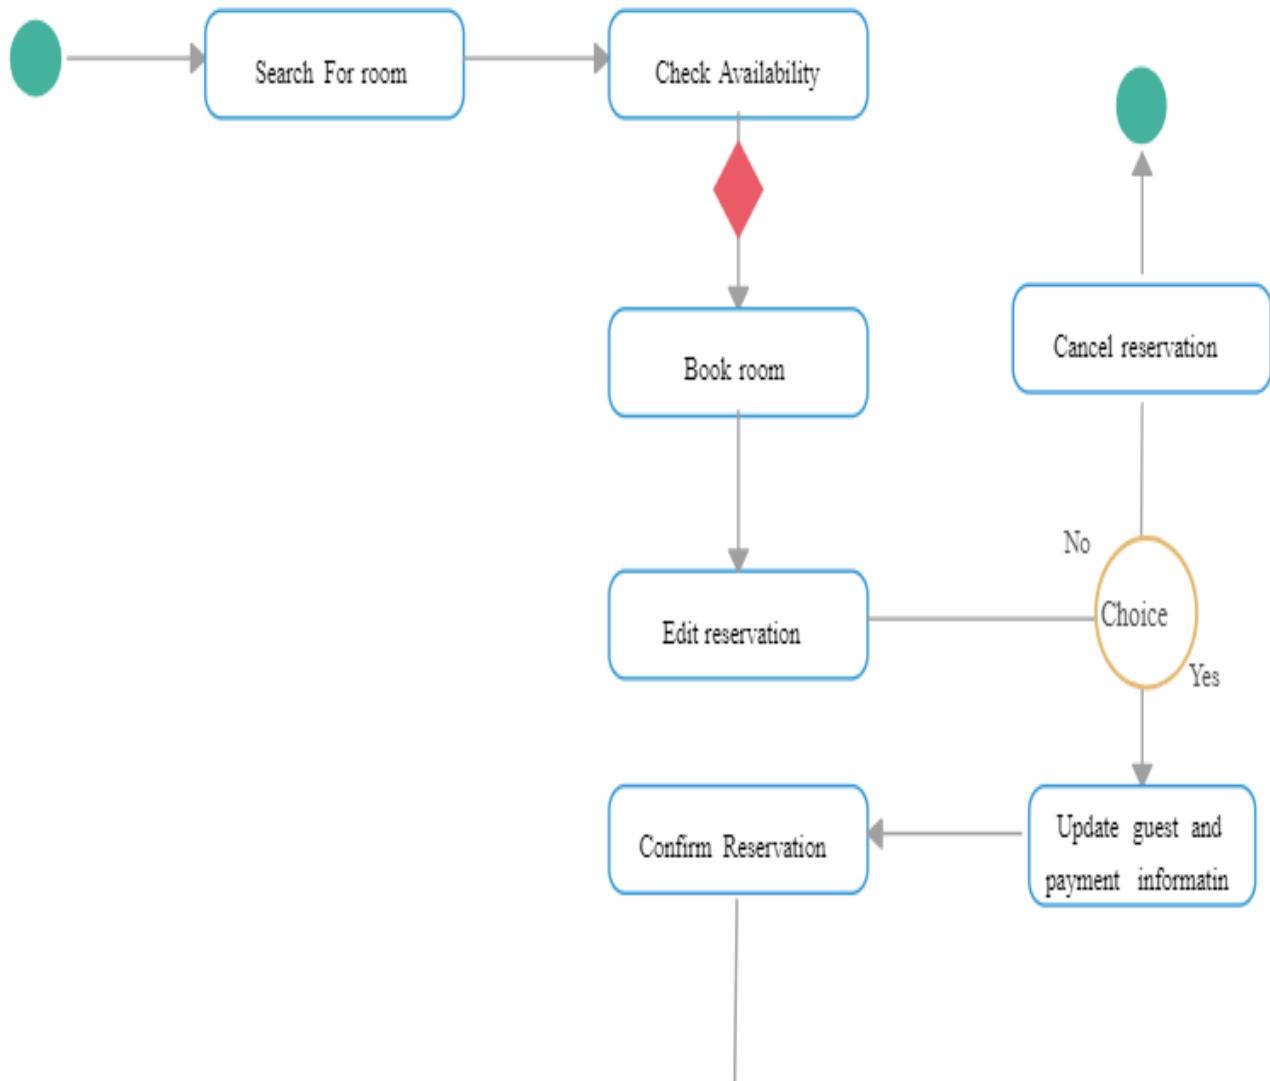 Search For room
Check Availability
Book room
Cancel reservation
No
Choice
Edit reservation
Yes
Update guest and
payment informatin
Confirm Reservation